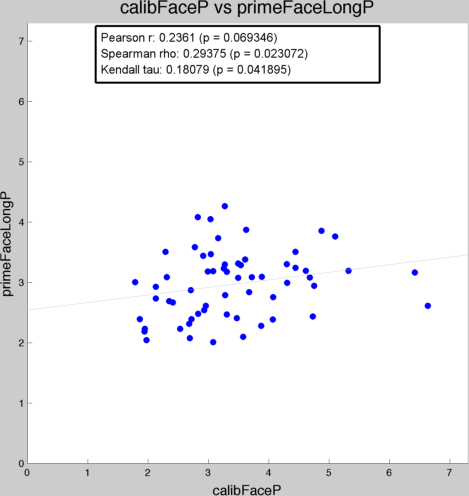 calibFaceP vs primeFaceLongP
Pearson r: 0.2361 (p = 0.069346)
Spearman rho: 0.29375 (p = 0.023072)
Kendall tau: 0.18079 (p = 0.041895)
primeFaceLongP
7
6
5
4
3
2
1
0
0 1 2 3 4 5 6 7
calibFaceP